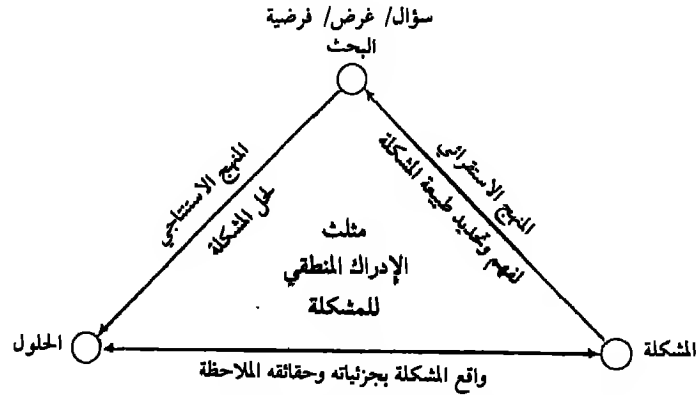 سؤال/ غرض/ فرضية
البحث
المنهج الاستقرائي
لفهم وتحديد طبيعة المشكلة
المنهج الاستنتاجي
لحل المشكلة
مثلث
الإدراك المنطقي
للمشكلة
المشكلة
الحلول
واقع المشكلة بجزئياته وحقائقه الملاحظة